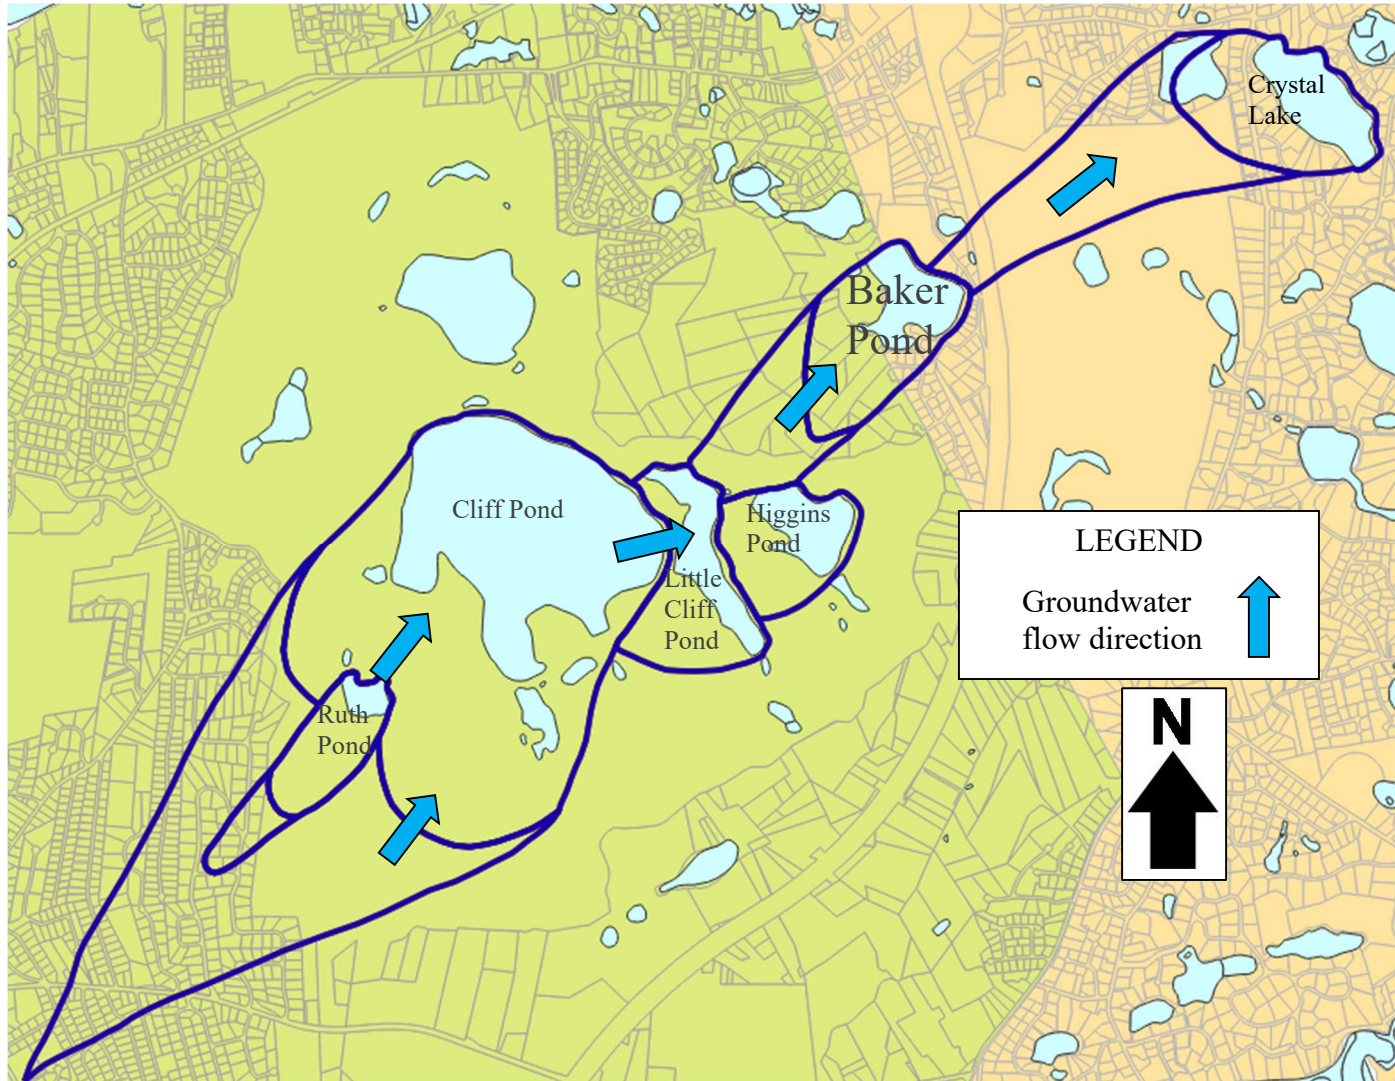 Crystal
Lake
Baker
Pond
Cliff Pond
Higgins
Pond
Little
Cliff
Pond
Ruth
Pond
LEGEND
Groundwater
flow direction
N